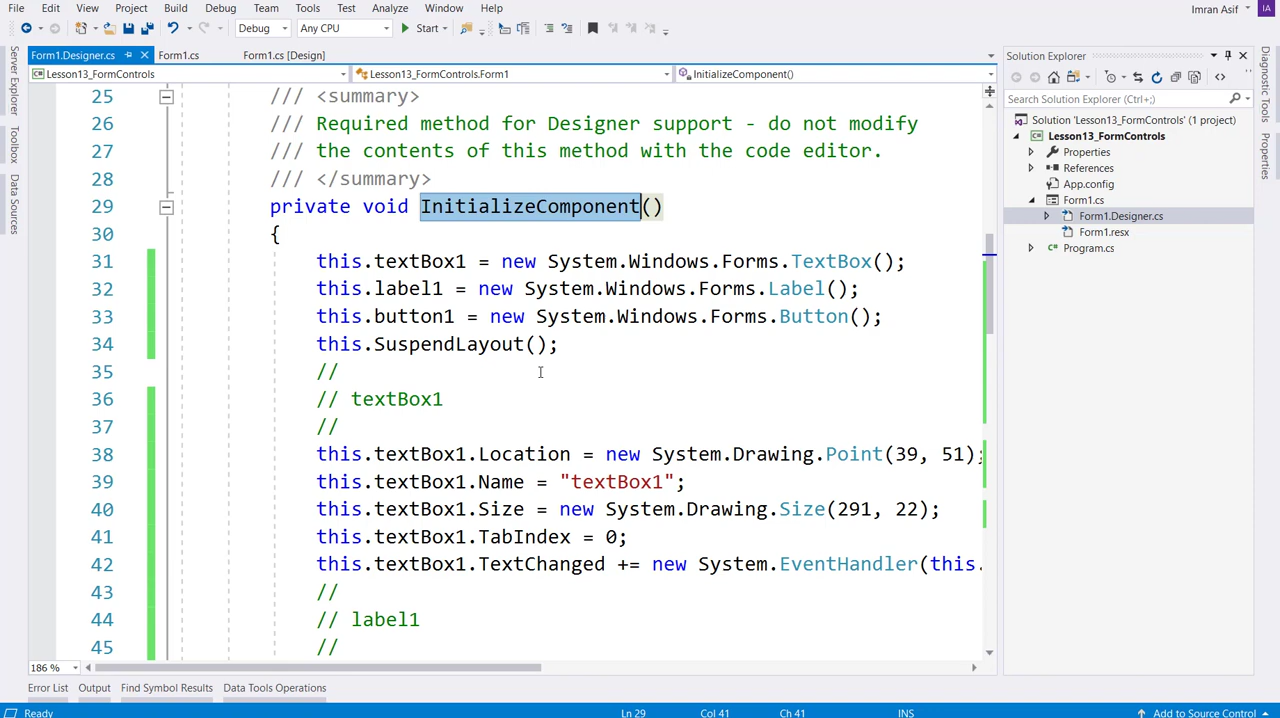 File Edit View Project Build Debug Team Tools Test Analyze Window Help
Imran Asif IA
Debug Any CPU Start
Form1.Designer.cs Form1.cs Form1.cs [Design]
Lesson13_FormControls Lesson13_FormControls.Form1 InitializeComponent()
Server Explorer
Toolbox
Data Sources
25 /// <summary>
26 /// Required method for Designer support - do not modify
27 /// the contents of this method with the code editor.
28 /// </summary>
29 private void InitializeComponent()
30 {
31 this.textBox1 = new System.Windows.Forms.TextBox();
32 this.label1 = new System.Windows.Forms.Label();
33 this.button1 = new System.Windows.Forms.Button();
34 this.SuspendLayout();
35 //
36 // textBox1
37 //
38 this.textBox1.Location = new System.Drawing.Point(39, 51);
39 this.textBox1.Name = "textBox1";
40 this.textBox1.Size = new System.Drawing.Size(291, 22);
41 this.textBox1.TabIndex = 0;
42 this.textBox1.TextChanged += new System.EventHandler(this.
43 //
44 // label1
45 //
186 %
Solution Explorer
Search Solution Explorer (Ctrl+;)
Solution 'Lesson13_FormControls' (1 project)
Lesson13_FormControls
Properties
References
App.config
Form1.cs
Form1.Designer.cs
Form1.resx
Program.cs
Diagnostic Tools
Properties
Error List Output Find Symbol Results Data Tools Operations
Ready Ln 29 Col 41 Ch 41 INS Add to Source Control